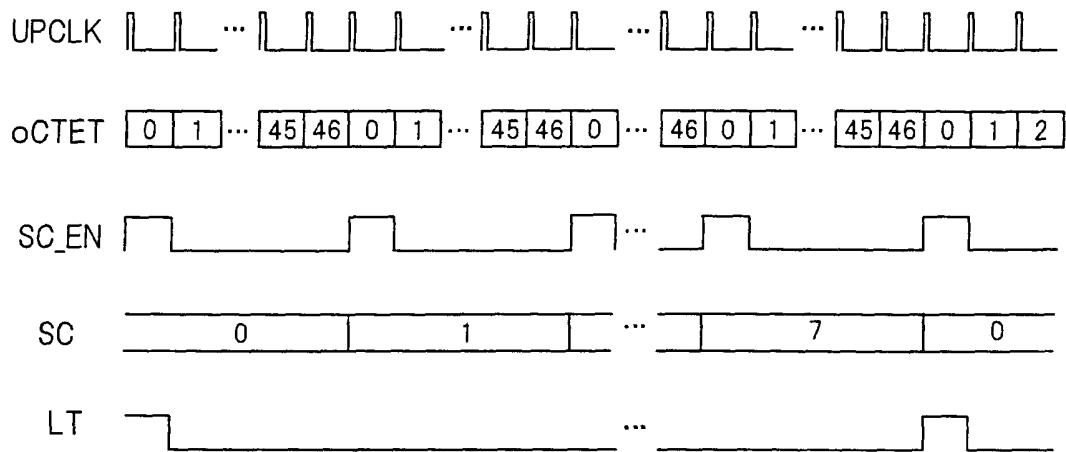 UPCLK ... ... ... ...
oCTET 0 1 ... 45 46 0 1 ... 45 46 0 ... 46 0 1 ... 45 46 0 1 2
SC_EN ...
SC 0 1 ... 7 0
LT ...